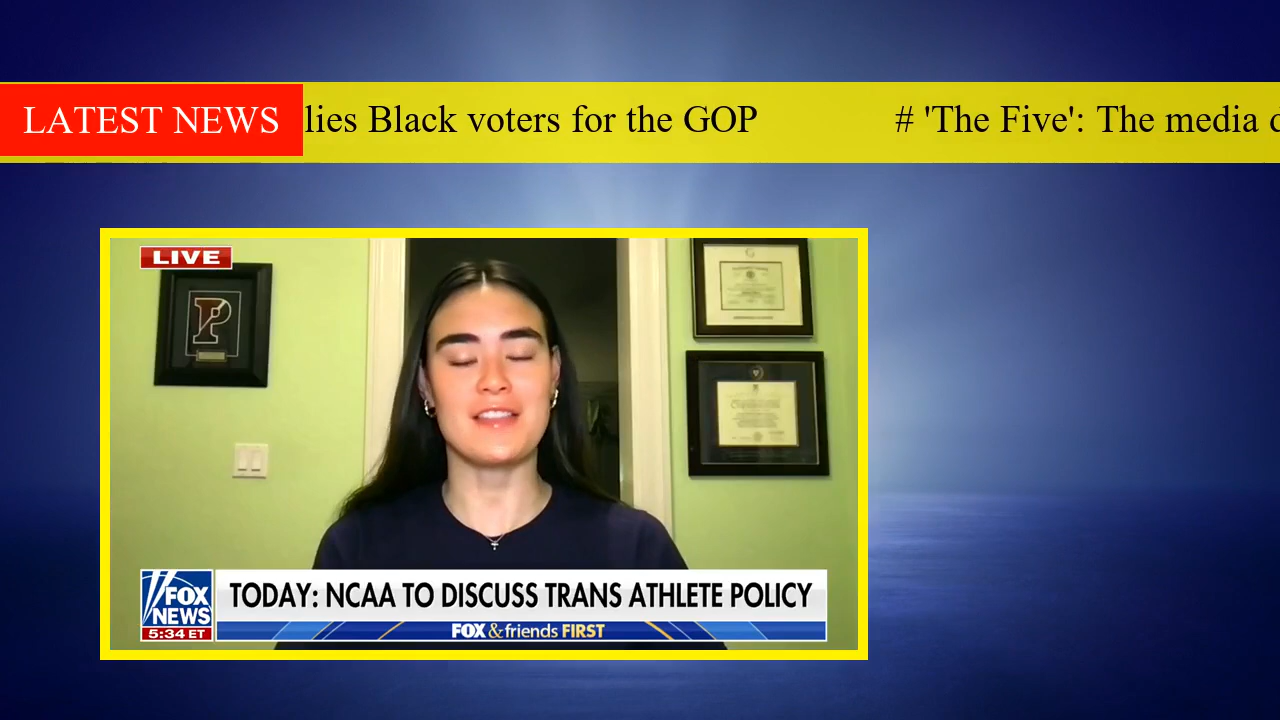 LATEST NEWS
lies Black voters for the GOP
# 'The Five': The media
LIVE
P
TODAY: NCAA TO DISCUSS TRANS ATHLETE POLICY
FOX
NEWS
5:34 ET
FOX & friends FIRST